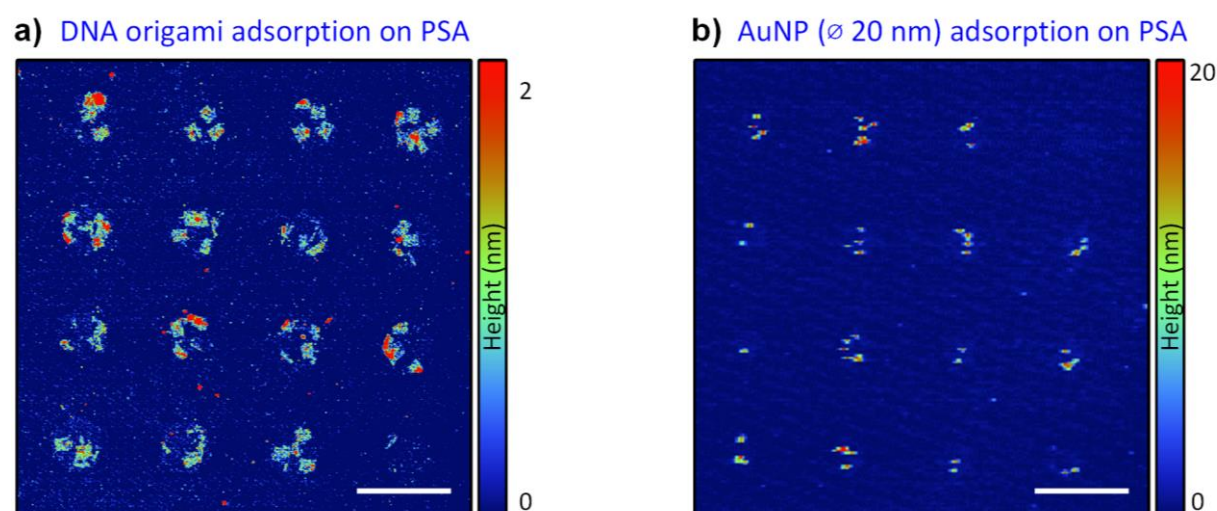 a) DNA origami adsorption on PSA
2
Height (nm)
0
b) AuNP (⌀ 20 nm) adsorption on PSA
20
Height (nm)
0